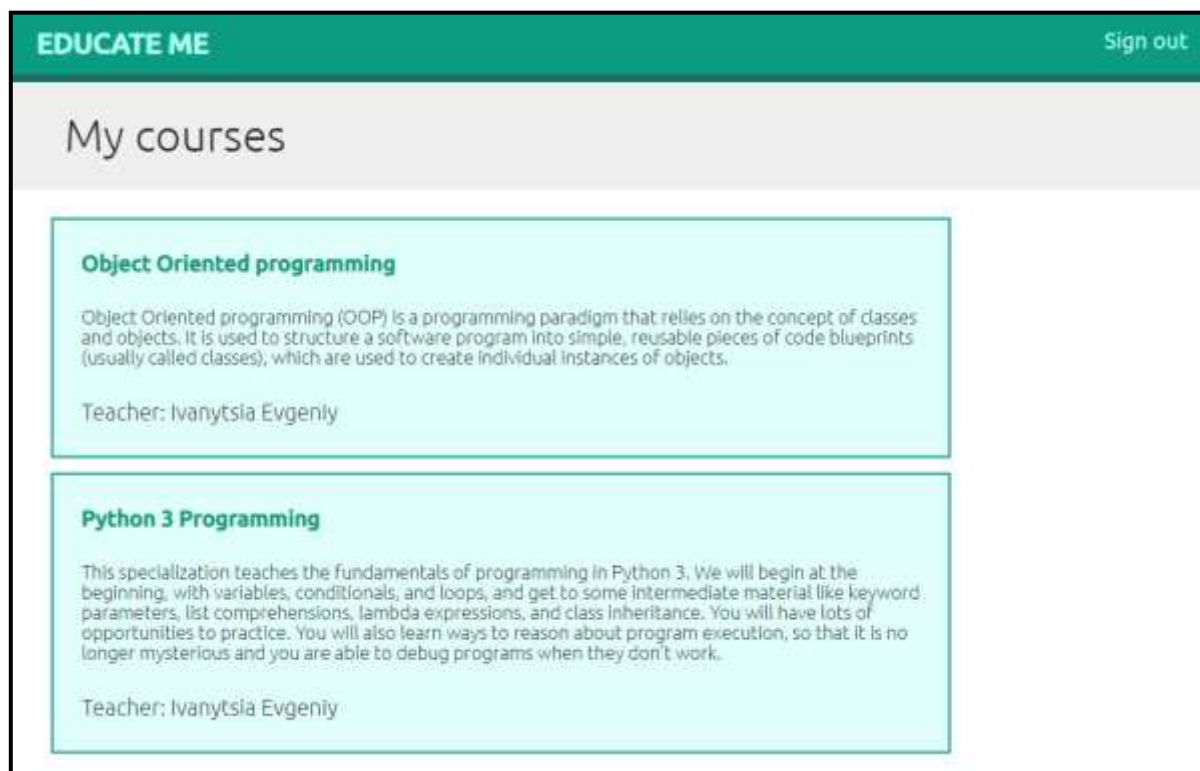 EDUCATE ME
Sign out
My courses
Object Oriented programming
Object Oriented programming (OOP) is a programming paradigm that relies on the concept of classes
and objects. It is used to structure a software program into simple, reusable pieces of code blueprints
(usually called classes), which are used to create individual instances of objects.
Teacher: Ivanytsia Evgeniy
Python 3 Programming
This specialization teaches the fundamentals of programming in Python 3. We will begin at the
beginning, with variables, conditionals, and loops, and get to some intermediate material like keyword
parameters, list comprehensions, lambda expressions, and class inheritance. You will have lots of
opportunities to practice. You will also learn ways to reason about program execution, so that it is no
longer mysterious and you are able to debug programs when they don't work.
Teacher: Ivanytsia Evgeniy